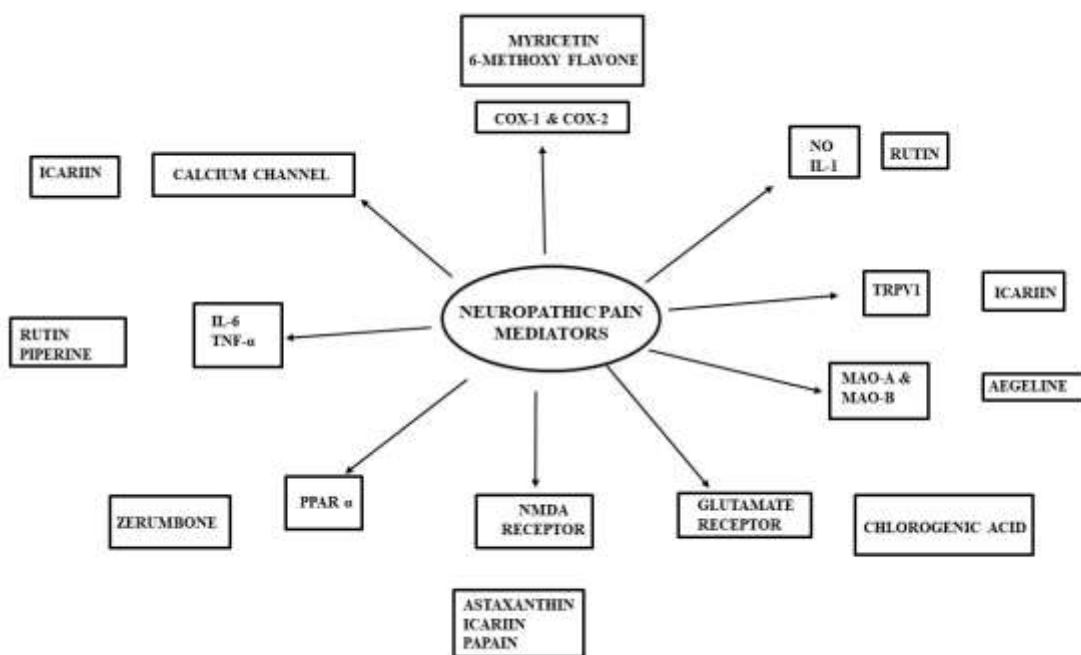 MYRICETIN
6-METHOXY FLAVONE
COX-1 & COX-2
NO
IL-1
RUTIN
ICARIIN
CALCIUM CHANNEL
TRPV1
ICARIIN
NEUROPATHIC PAIN
MEDIATORS
RUTIN
PIPERINE
IL-6
TNF-α
MAO-A &
MAO-B
AEGELINE
ZERUMBONE
PPAR α
NMDA
RECEPTOR
GLUTAMATE
RECEPTOR
CHLOROGENIC ACID
ASTAXANTHIN
ICARIIN
PAPAIN